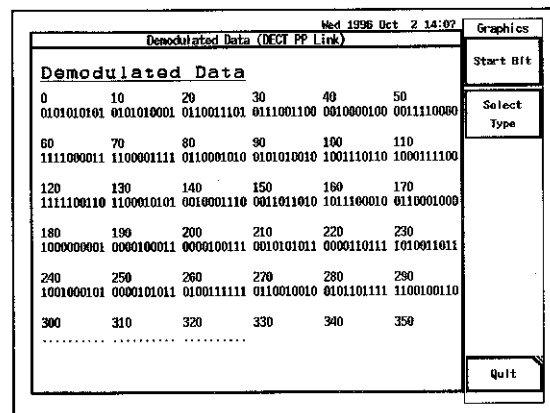 Wed 1996 Oct 2 14:07
Graphics
Demodulated Data (DECT PP Link)
Start Bit
Demodulated Data
Select
Type
0 10 20 30 40 50
0101010101 0101010001 0110011101 0111001100 0010000100 0011110000
60 70 80 90 100 110
1111000011 1100001111 0110001010 0101010010 1001110110 1000111100
120 130 140 150 160 170
1111100110 1100010101 0010001110 0011011010 1011100010 0110001000
180 190 200 210 220 230
1000000001 0000100011 0000100111 0010101011 0000110111 1010011011
240 250 260 270 280 290
1001000101 0000101011 0100111111 0110010010 0101101111 1100100110
300 310 320 330 340 350
.......... .......... ..........
Quit